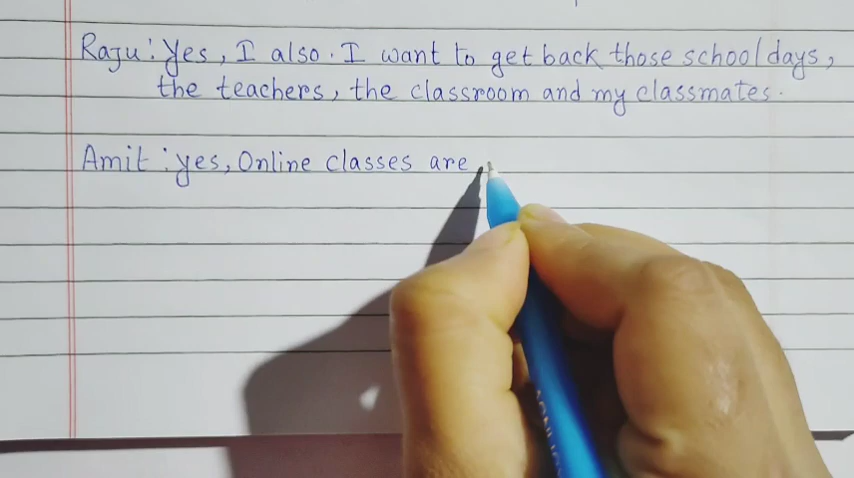 Raju: Yes, I also. I want to get back those school days,
the teachers, the classroom and my classmates.
Amit: yes, Online classes are